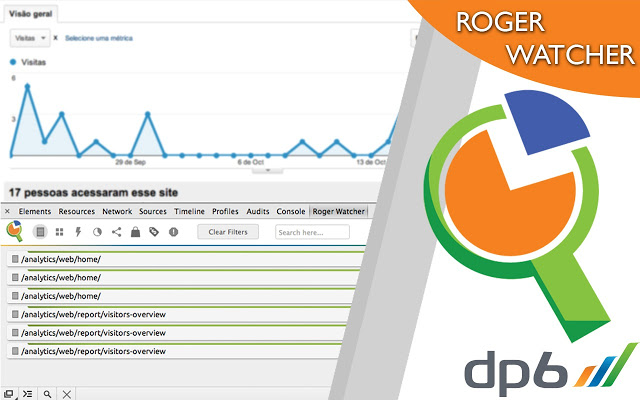 Visão geral
Visitas x Selecione uma métrica
Visitas
6
3
29 de Sep 6 de Oct 13 de Oct
17 pessoas acessaram esse site
Elements Resources Network Sources Timeline Profiles Audits Console Roger Watcher
Clear Filters Search here...
/analytics/web/home/
/analytics/web/home/
/analytics/web/home/
/analytics/web/report/visitors-overview
/analytics/web/report/visitors-overview
/analytics/web/report/visitors-overview
ROGER
WATCHER
dp6